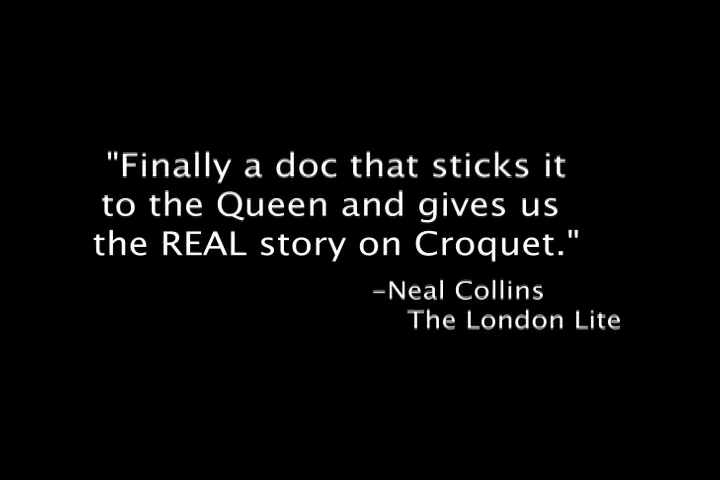 "Finally a doc that sticks it
to the Queen and gives us
the REAL story on Croquet."
-Neal Collins
The London Lite